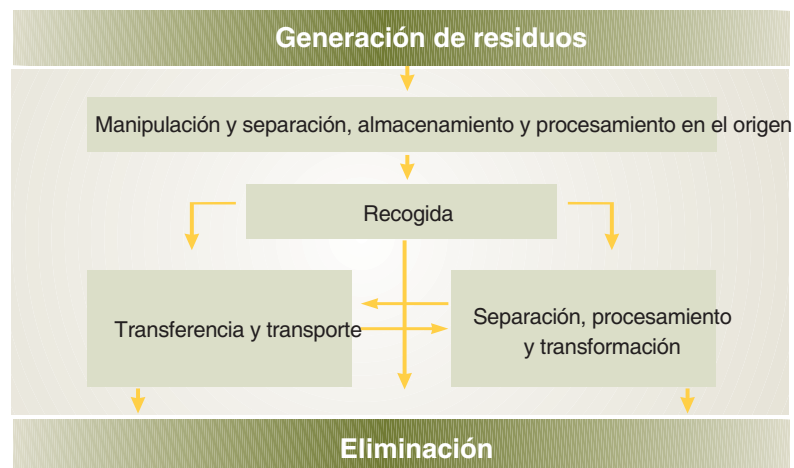 Generación de residuos
Manipulación y separación, almacenamiento y procesamiento en el origen
Recogida
Transferencia y transporte
Separación, procesamiento
y transformación
Eliminación